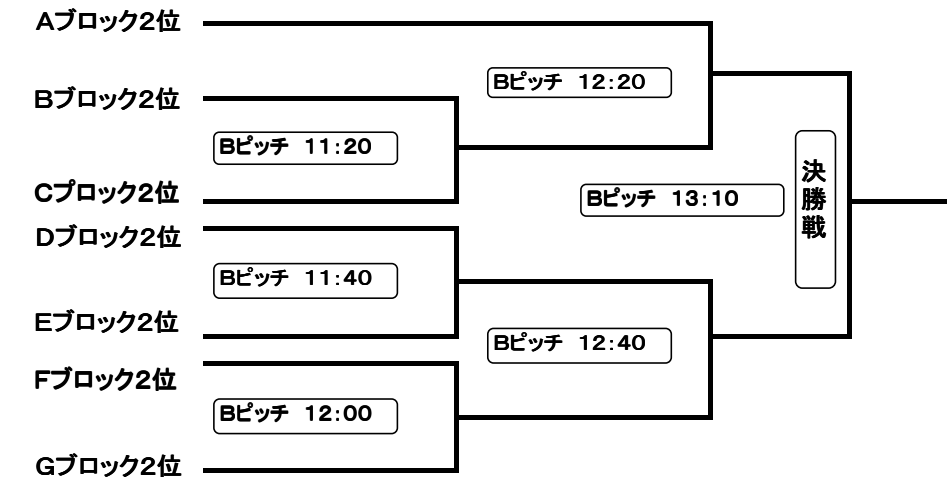 Ａブロック２位
Ｂピッチ　１２：２０
Ｂブロック２位
Ｂピッチ　１１：２０
決勝戦
Ｃブロック２位
Ｂピッチ　１３：１０
Ｄブロック２位
Ｂピッチ　１１：４０
Ｅブロック２位
Ｂピッチ　１２：４０
Ｆブロック２位
Ｂピッチ　１２：００
Ｇブロック２位